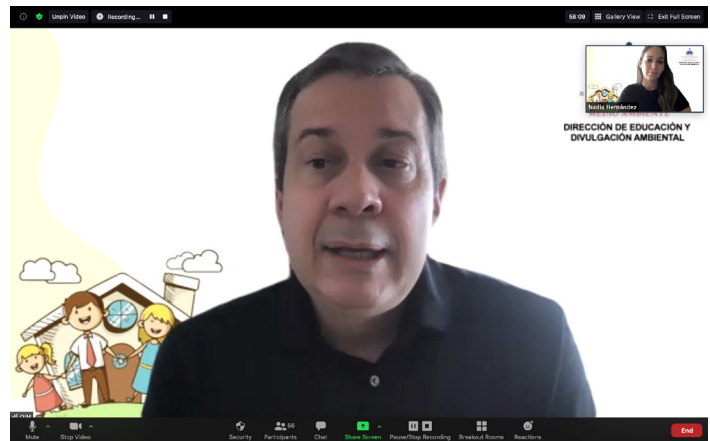 Unpin Video
Recording...
58:09
Gallery View
Exit Full Screen
Nadia Hernández
MEDIO AMBIENTE
DIRECCIÓN DE EDUCACIÓN Y
DIVULGACIÓN AMBIENTAL
Mute
Stop Video
Security
Participants
56
Chat
Share Screen
Pause/Stop Recording
Breakout Rooms
Reactions
End